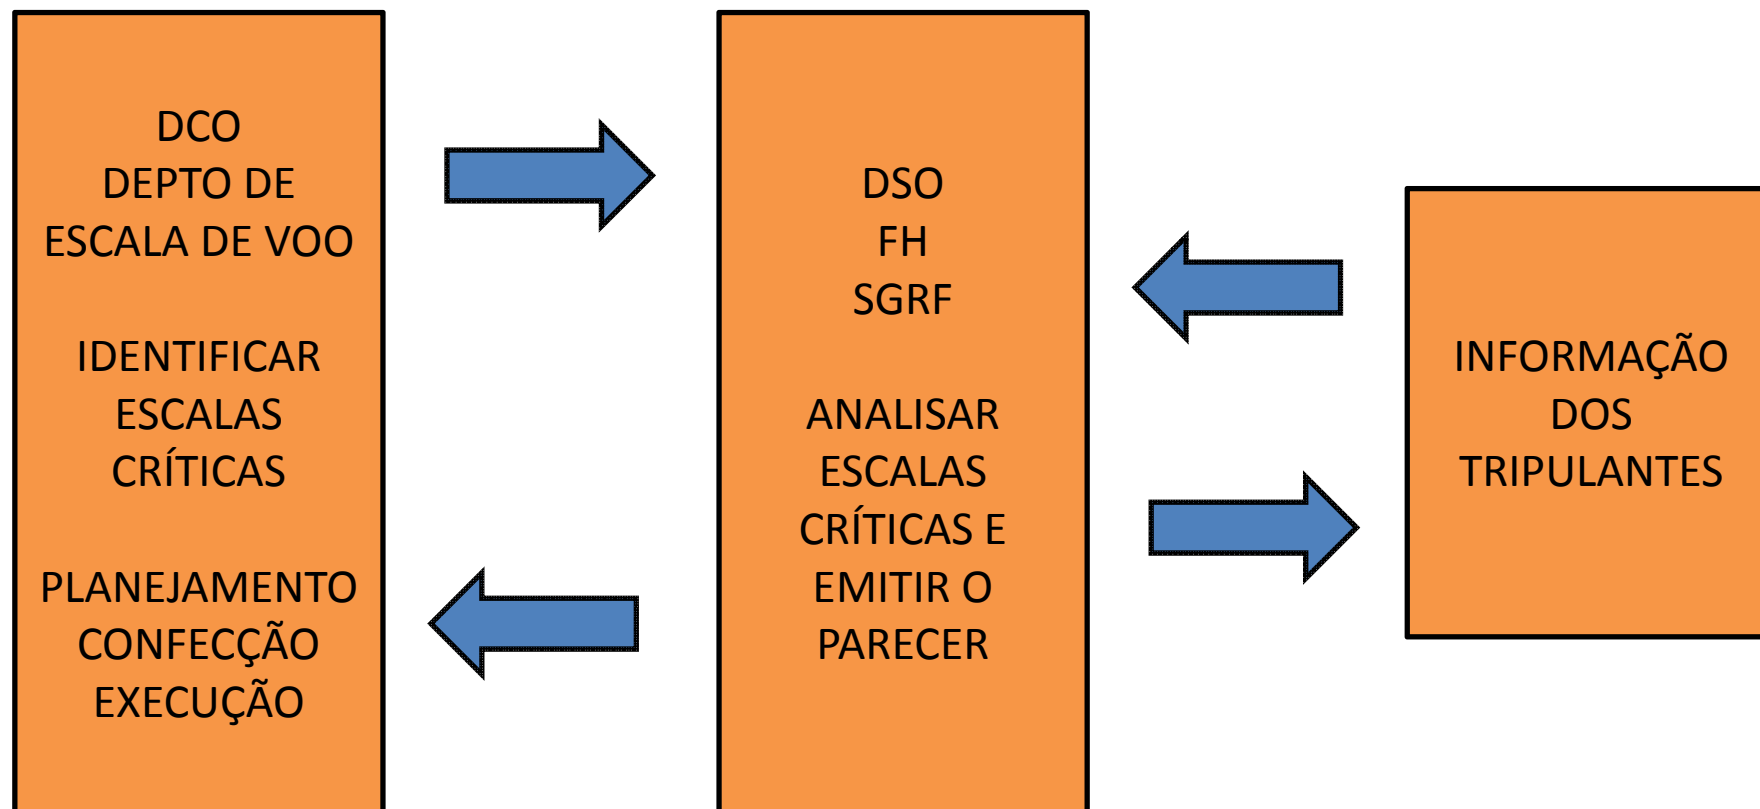 DCO
DEPTO DE
ESCALA DE VOO
IDENTIFICAR
ESCALAS
CRÍTICAS
PLANEJAMENTO
CONFECÇÃO
EXECUÇÃO
DSO
FH
SGRF
ANALISAR
ESCALAS
CRÍTICAS E
EMITIR O
PARECER
INFORMAÇÃO
DOS
TRIPULANTES